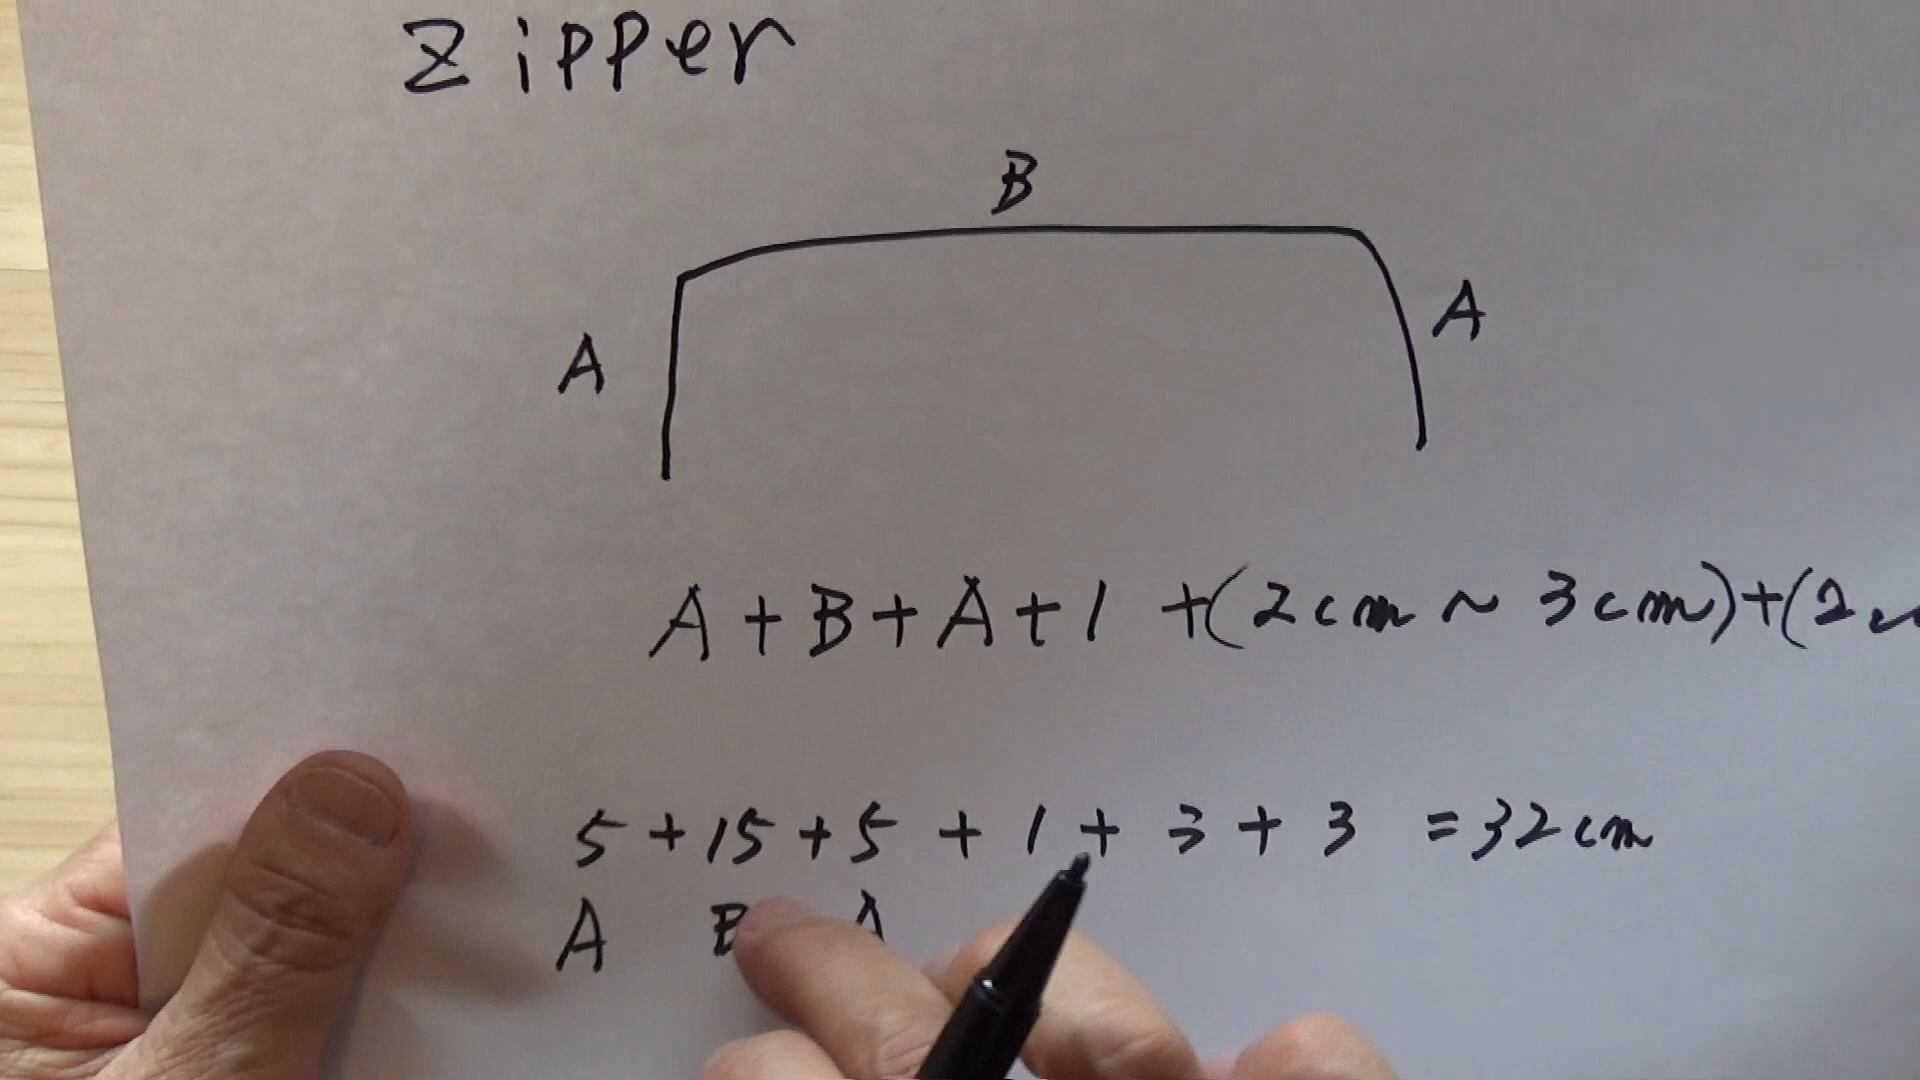 Zipper
B
A
A
A + B + A + 1 + (2cm ~ 3cm) + (2
5 + 15 + 5 + 1 + 3 + 3 = 32cm
A B A